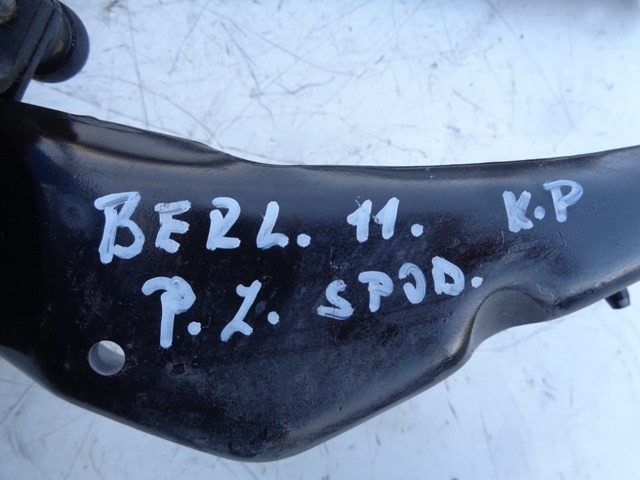 BERL. 11. K.P
P.Z. SPOD.